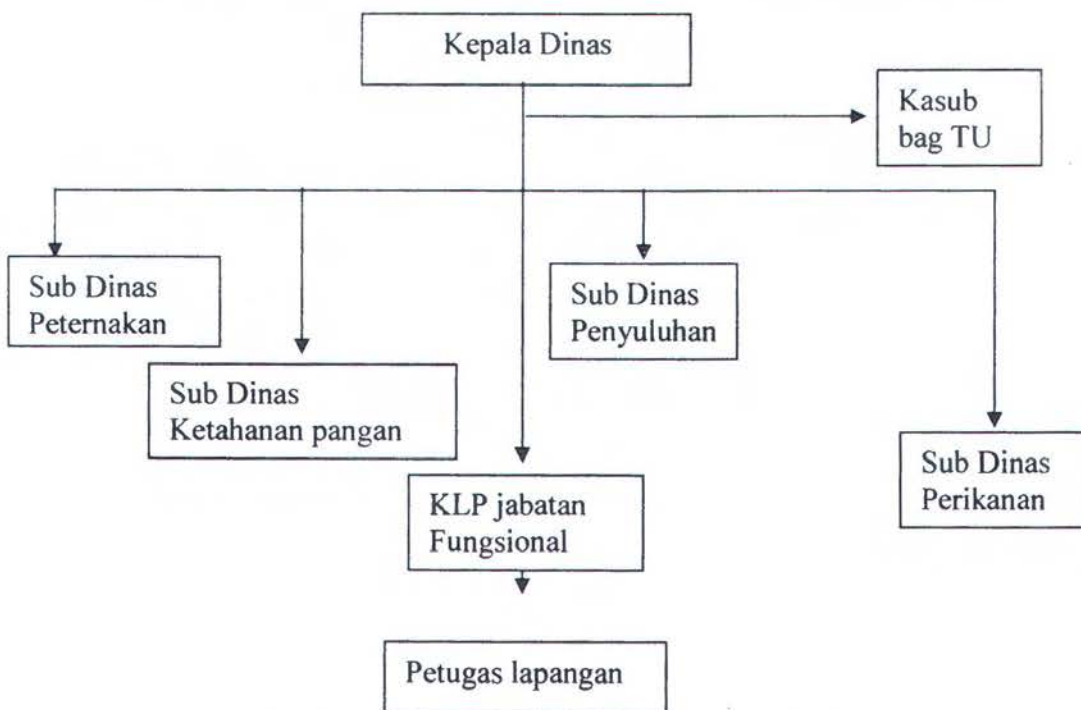 Kepala Dinas
Kasub
bag TU
Sub Dinas
Peternakan
Sub Dinas
Penyuluhan
Sub Dinas
Ketahanan pangan
Sub Dinas
Perikanan
KLP jabatan
Fungsional
Petugas lapangan